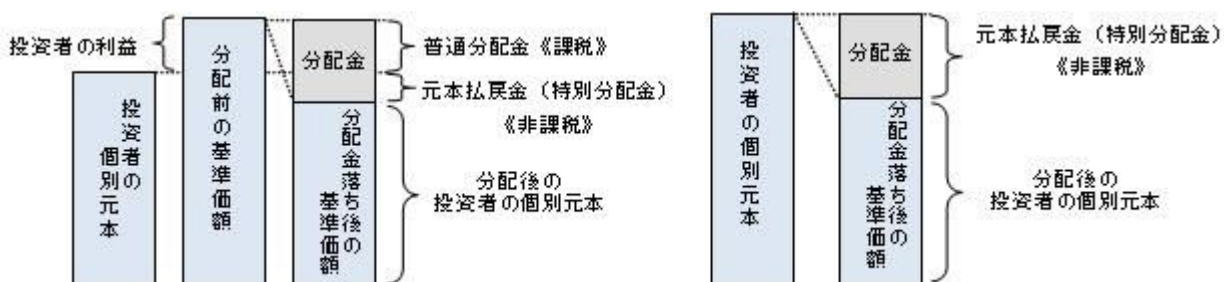 投資者の利益
投資者の
個別元本
分配前の基準価額
分配金
普通分配金《課税》
元本払戻金（特別分配金）
《非課税》
分配金落ち後の
基準価額
分配後の
投資者の個別元本
投資者の個別元本
分配金
元本払戻金（特別分配金）
《非課税》
分配金落ち後の
基準価額
分配後の
投資者の個別元本